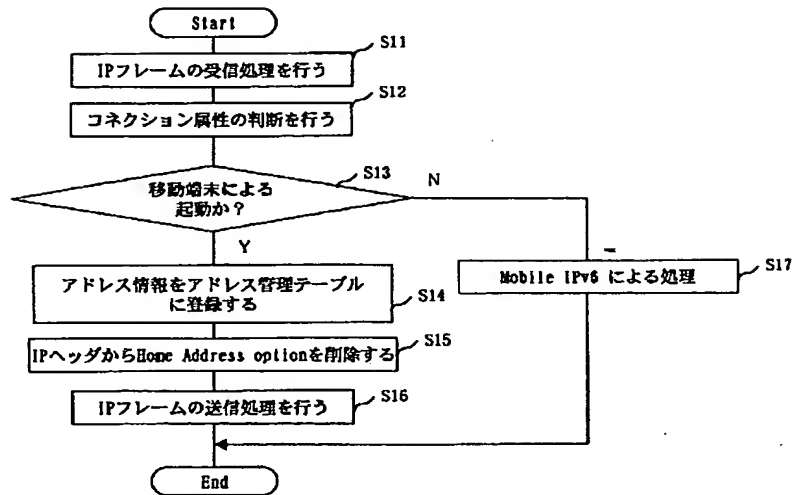 Start
S11
IPフレームの受信処理を行う
S12
コネクション属性の判断を行う
S13
移動端末による
起動か?
N
Y
アドレス情報をアドレス管理テーブル
に登録する
S14
Mobile IPv6 による処理
S17
IPヘッダからHome Address optionを削除する
S15
IPフレームの送信処理を行う
S16
End